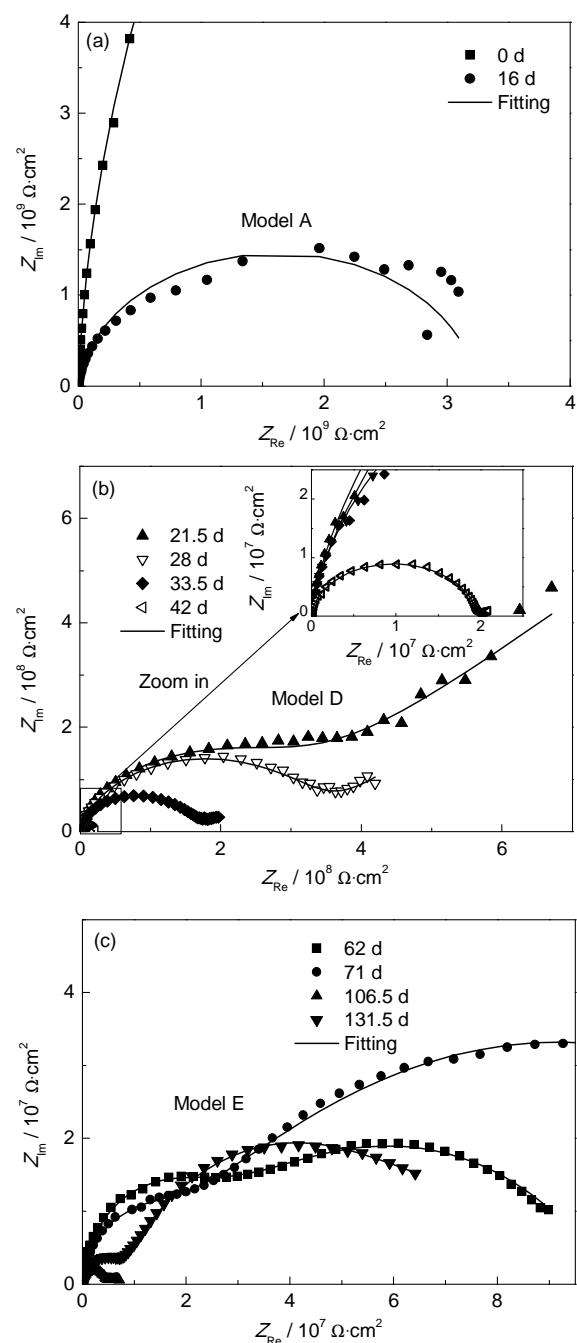 (a)
4
3
2
1
0
Z_Im / 10^9 Ω·cm^2
0 d
16 d
Fitting
Model A
0
1
2
3
4
Z_Re / 10^9 Ω·cm^2
(b)
6
4
2
0
Z_Im / 10^8 Ω·cm^2
21.5 d
28 d
33.5 d
42 d
Fitting
Zoom in
Model D
2
1
0
Z_Im / 10^7 Ω·cm^2
0
1
2
Z_Re / 10^7 Ω·cm^2
0
2
4
6
Z_Re / 10^8 Ω·cm^2
(c)
4
2
0
Z_Im / 10^7 Ω·cm^2
62 d
71 d
106.5 d
131.5 d
Fitting
Model E
0
2
4
6
8
Z_Re / 10^7 Ω·cm^2